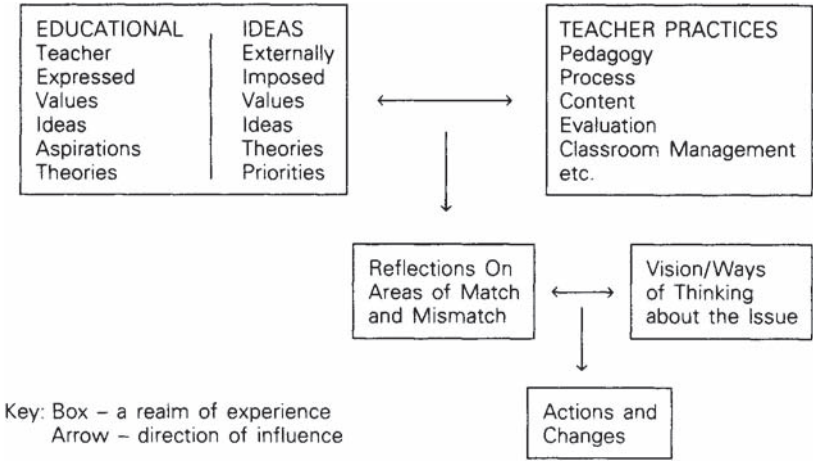 EDUCATIONAL IDEAS
Teacher Externally
Expressed Imposed
Values Values
Ideas Ideas
Aspirations Theories
Theories Priorities
TEACHER PRACTICES
Pedagogy
Process
Content
Evaluation
Classroom Management
etc.
Reflections On
Areas of Match
and Mismatch
Vision/Ways
of Thinking
about the Issue
Key: Box – a realm of experience
Arrow – direction of influence
Actions and
Changes